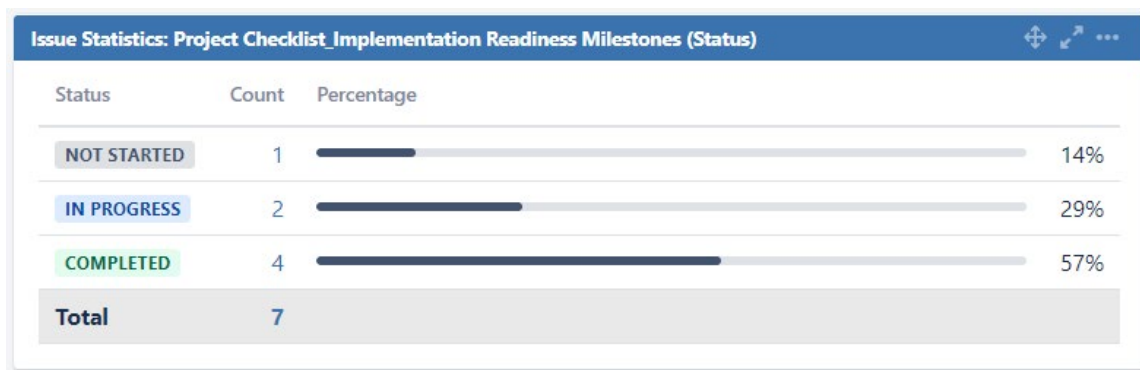 Issue Statistics: Project Checklist_Implementation Readiness Milestones (Status)
Status Count Percentage
NOT STARTED 1 14%
IN PROGRESS 2 29%
COMPLETED 4 57%
Total 7